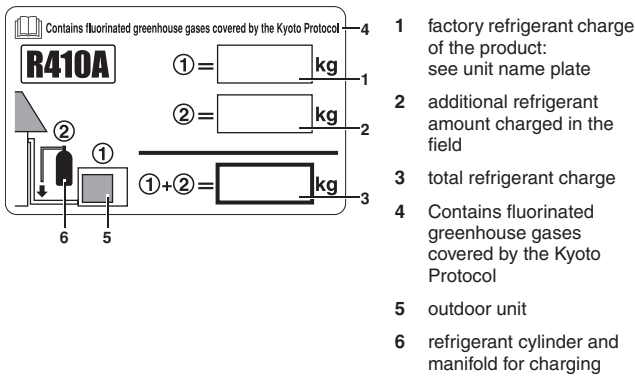 Contains fluorinated greenhouse gases covered by the Kyoto Protocol
4
R410A
① =
kg
1
② =
kg
2
②
①
① + ② =
kg
3
6
5
1 factory refrigerant charge
of the product:
see unit name plate
2 additional refrigerant
amount charged in the
field
3 total refrigerant charge
4 Contains fluorinated
greenhouse gases
covered by the Kyoto
Protocol
5 outdoor unit
6 refrigerant cylinder and
manifold for charging